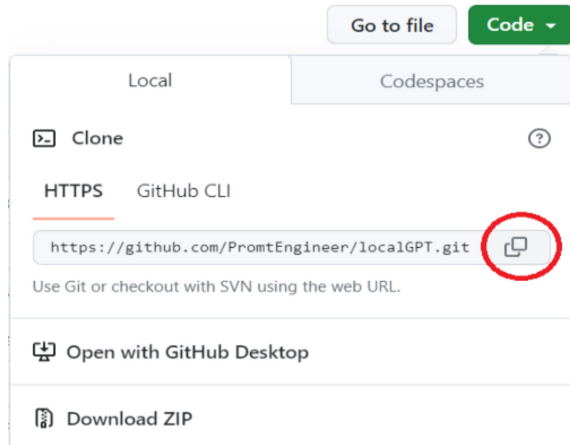 Go to file
Code
Local
Codespaces
Clone
HTTPS
GitHub CLI
https://github.com/PromtEngineer/localGPT.git
Use Git or checkout with SVN using the web URL.
Open with GitHub Desktop
Download ZIP